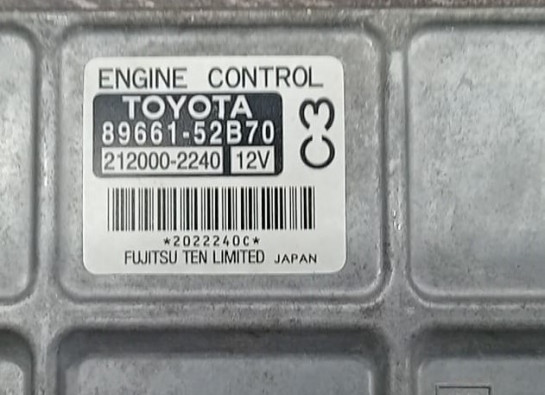 ENGINE CONTROL
TOYOTA
89661-52B70
212000-2240 12V
C3
*2022240C*
FUJITSU TEN LIMITED JAPAN